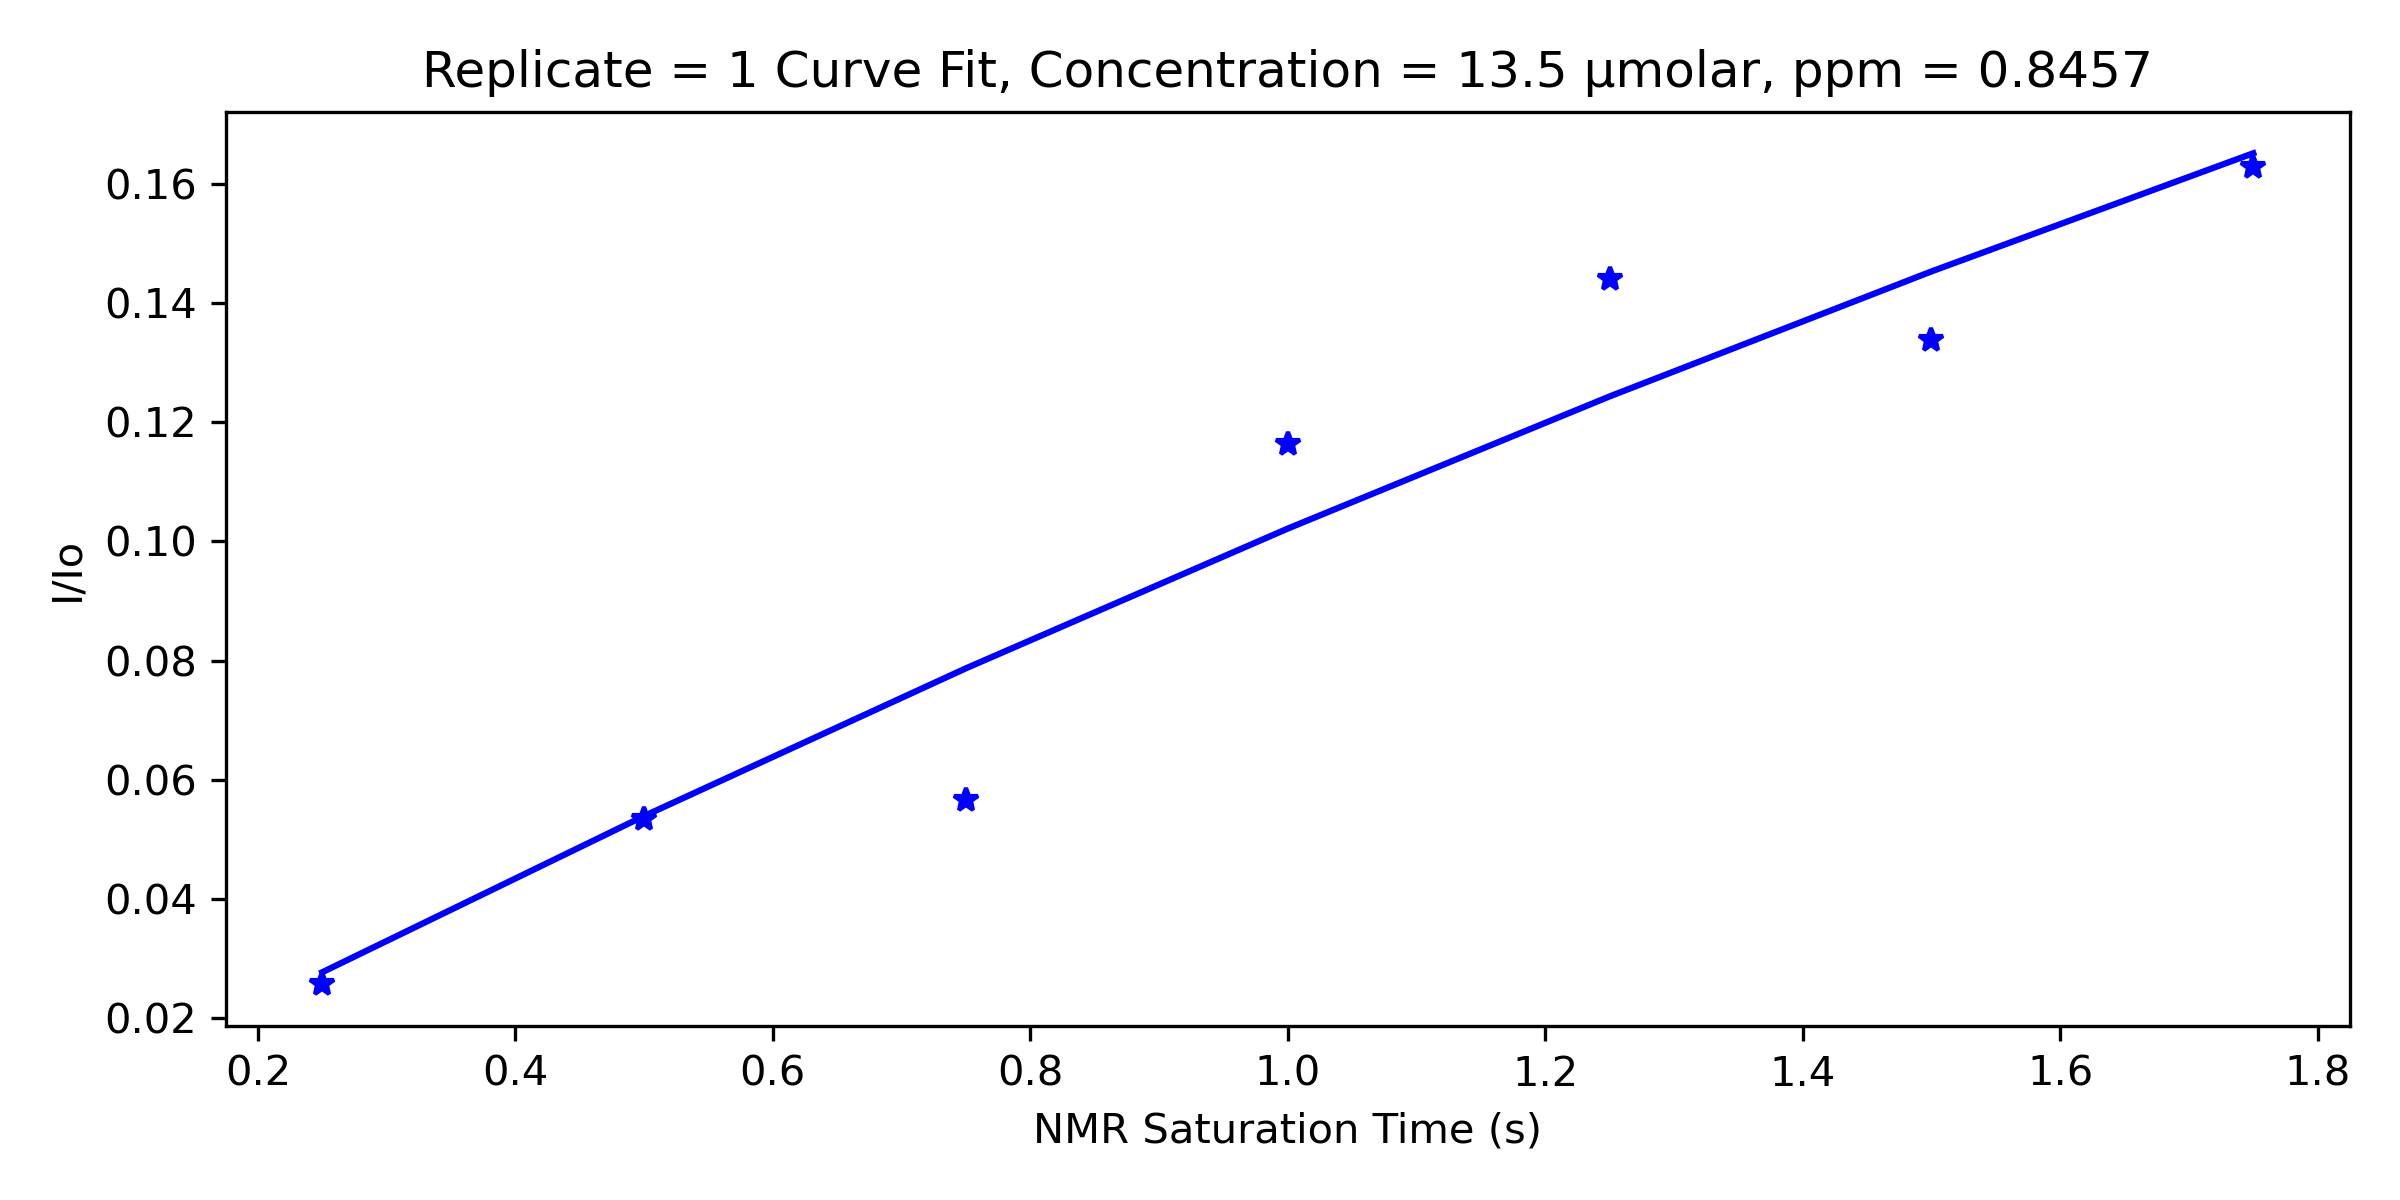 Replicate = 1 Curve Fit, Concentration = 13.5 μmolar, ppm = 0.8457
I/Io
0.16
0.14
0.12
0.10
0.08
0.06
0.04
0.02
0.2 0.4 0.6 0.8 1.0 1.2 1.4 1.6 1.8
NMR Saturation Time (s)